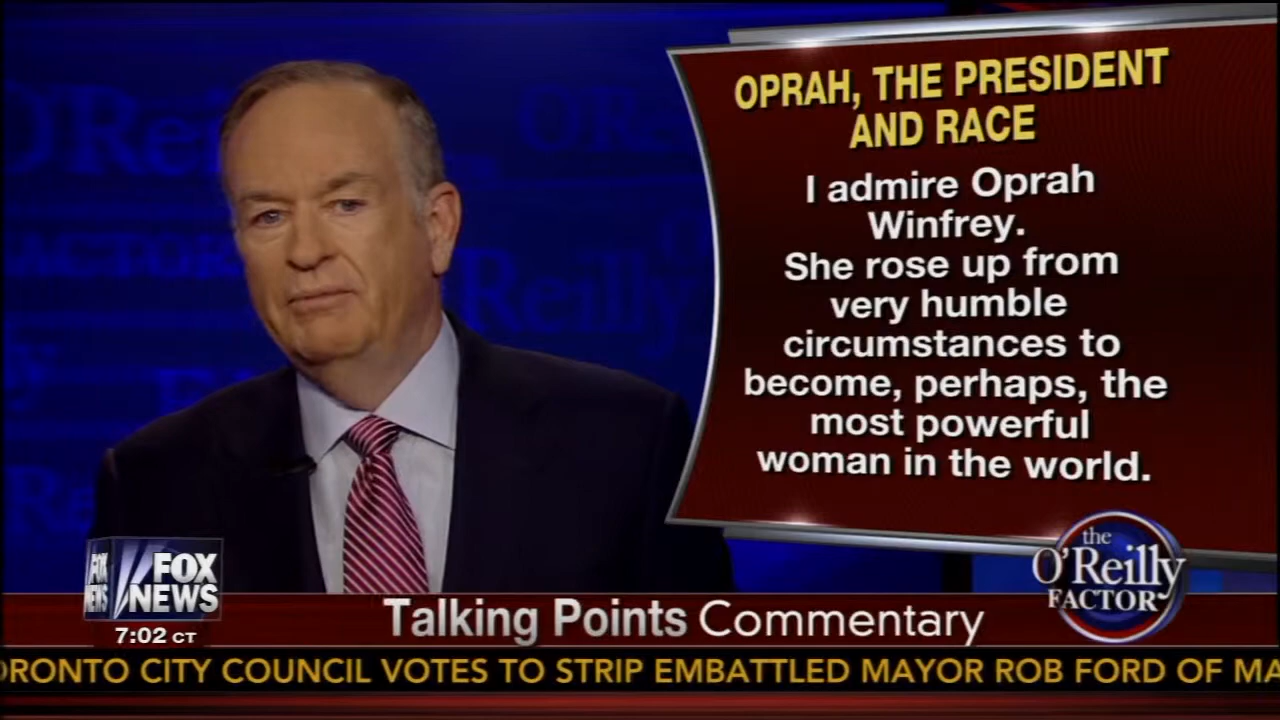 OPRAH, THE PRESIDENT
AND RACE
I admire Oprah
Winfrey.
She rose up from
very humble
circumstances to
become, perhaps, the
most powerful
woman in the world.
the
O'Reilly
FACTOR
FOX
NEWS
FOX
NEWS
7:02 CT
Talking Points Commentary
ORONTO CITY COUNCIL VOTES TO STRIP EMBATTLED MAYOR ROB FORD OF MA